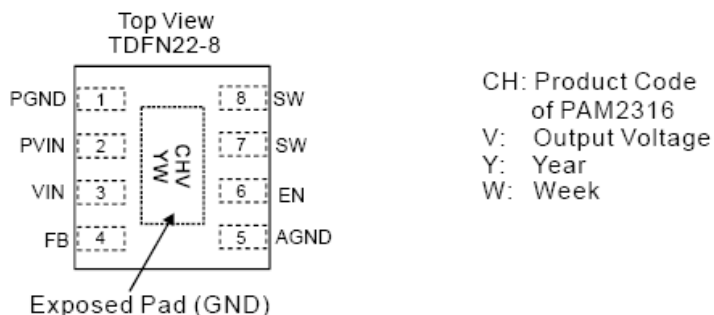 Top View
TDFN22-8
PGND 1 8 SW
PVIN 2 7 SW
VIN 3 6 EN
FB 4 5 AGND
CHV
YW
Exposed Pad (GND)
CH: Product Code
of PAM2316
V: Output Voltage
Y: Year
W: Week